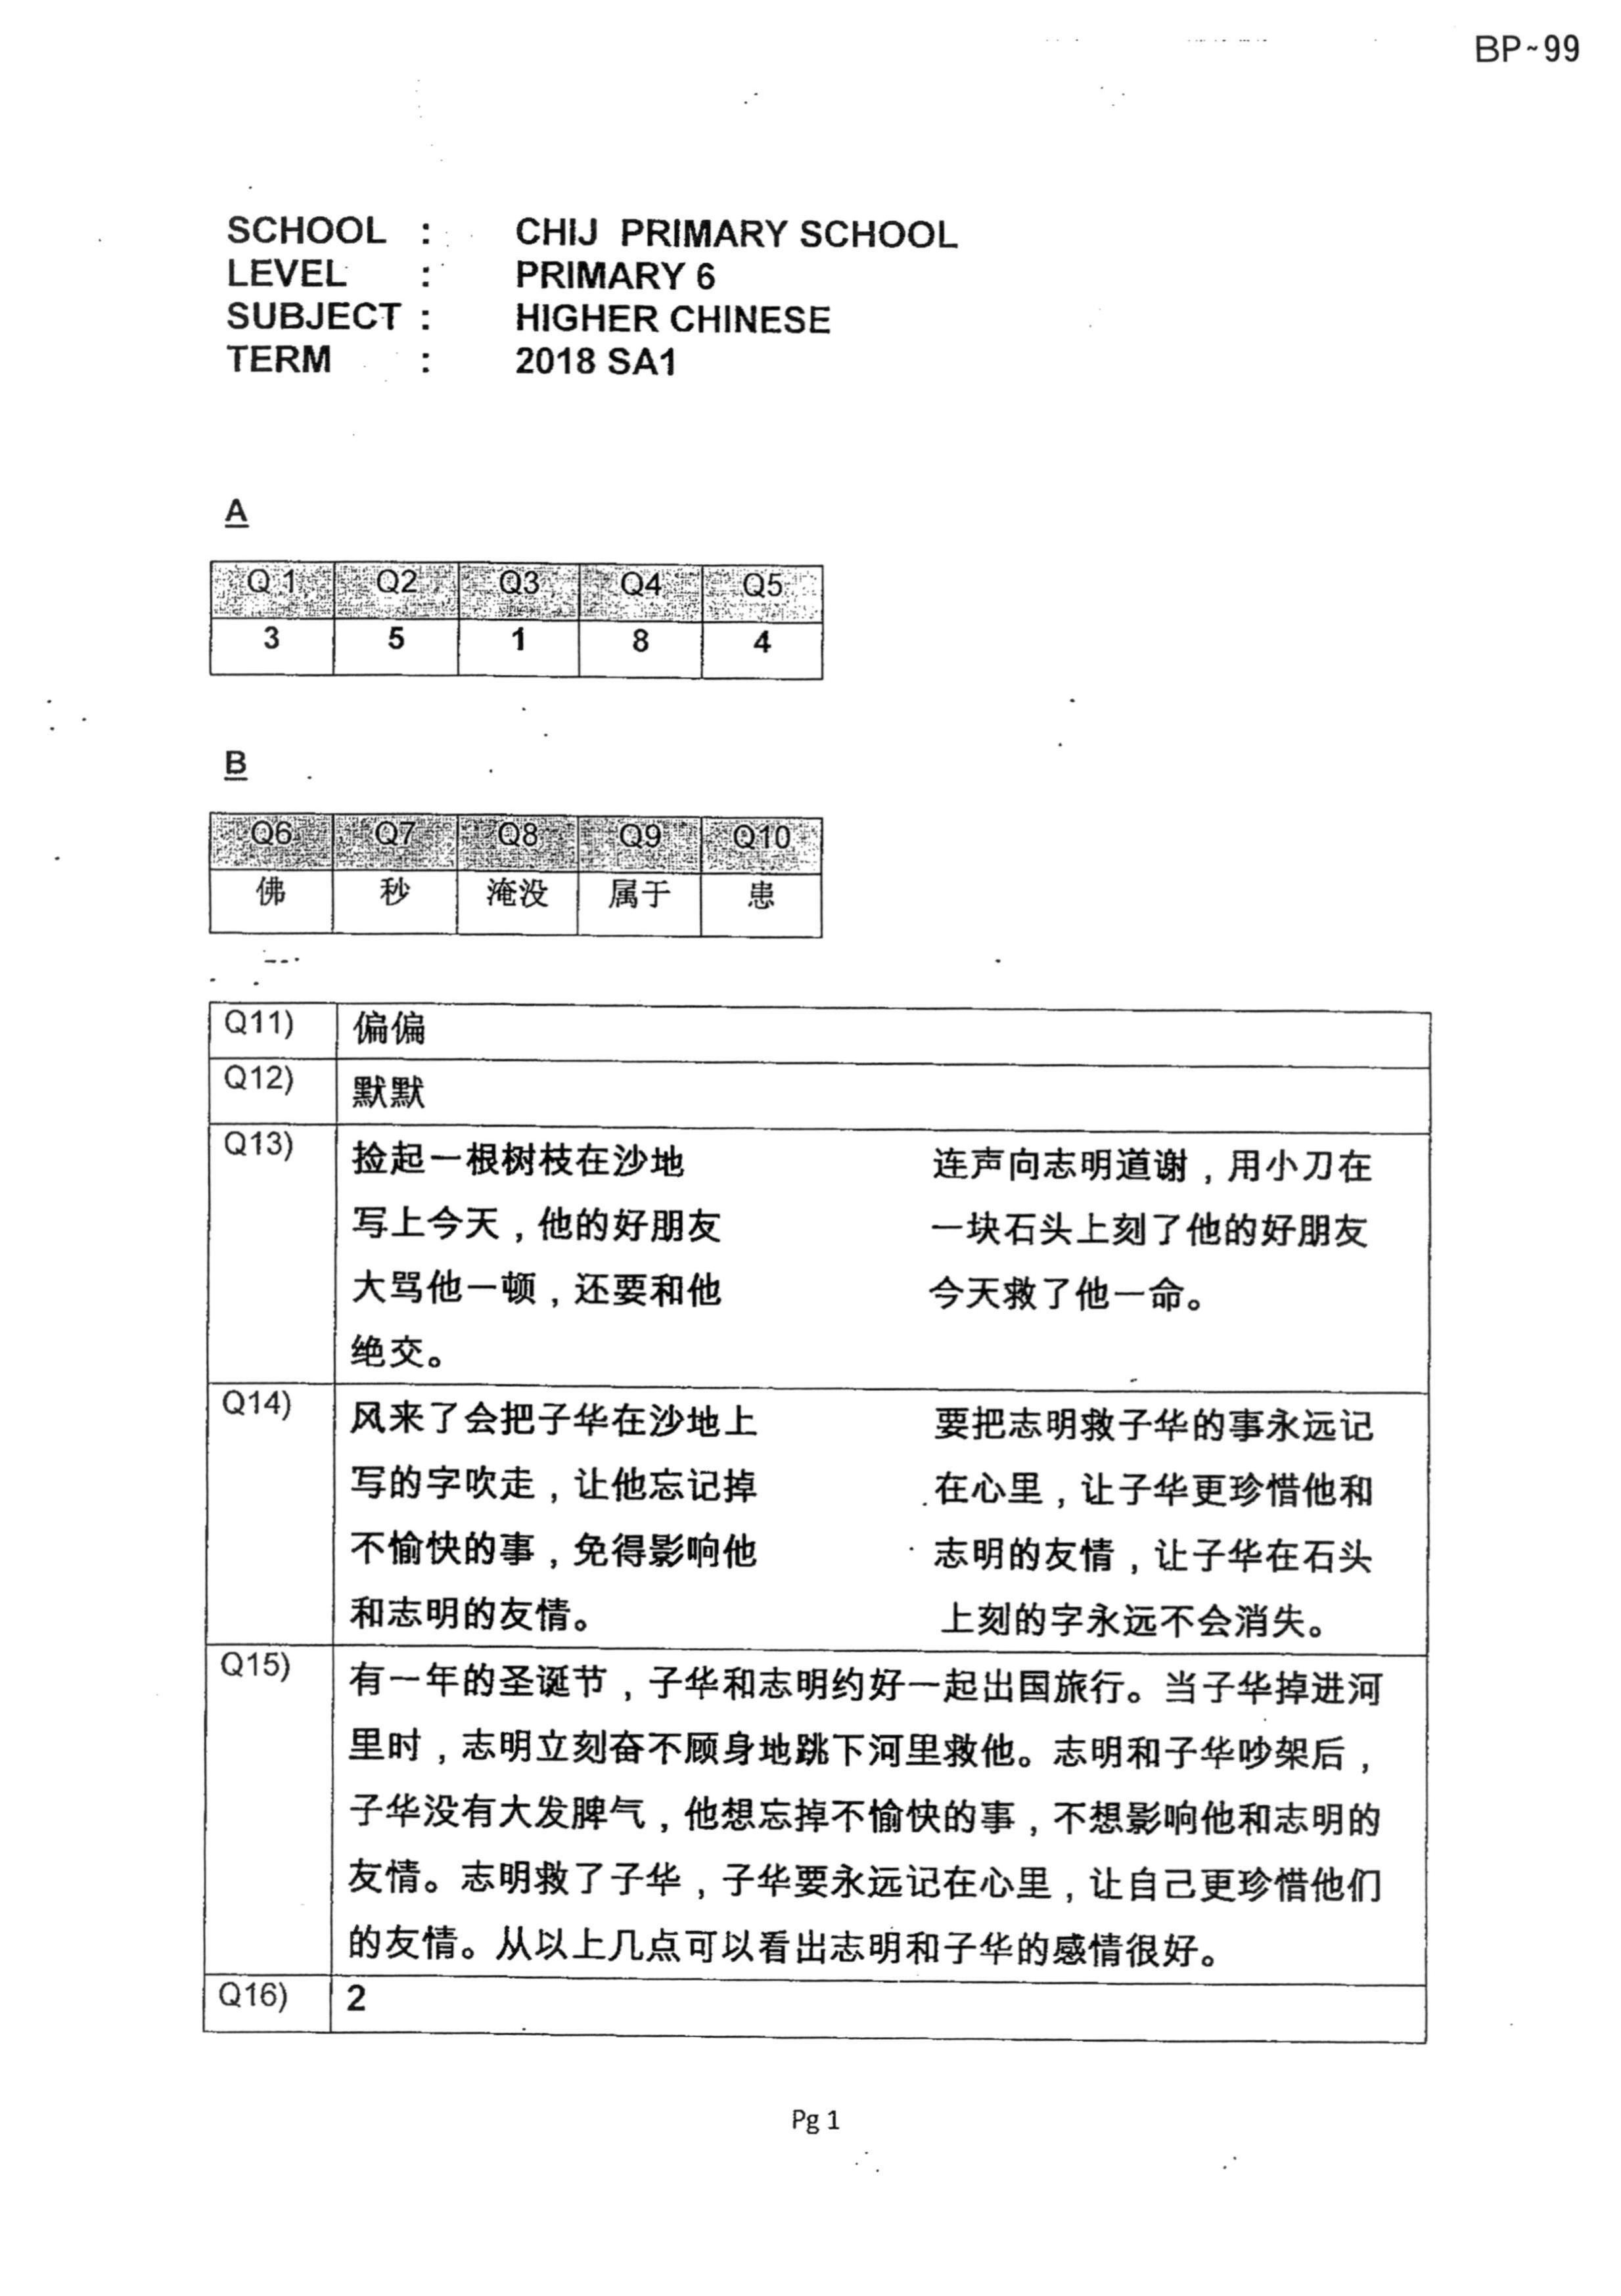 BP~99
SCHOOL : CHIJ PRIMARY SCHOOL
LEVEL : PRIMARY 6
SUBJECT : HIGHER CHINESE
TERM : 2018 SA1
A
Q 1 Q2 Q3 Q4 Q5
3 5 1 8 4
B
Q6 Q7 Q8 Q9 Q10
佛 秒 淹没 属于 患
Q11) 偏偏
Q12) 默默
Q13) 捡起一根树枝在沙地 连声向志明道谢，用小刀在
写上今天，他的好朋友 一块石头上刻了他的好朋友
大骂他一顿，还要和他 今天救了他一命。
绝交。
Q14) 风来了会把子华在沙地上 要把志明救子华的事永远记
写的字吹走，让他忘记掉 在心里，让子华更珍惜他和
不愉快的事，免得影响他 志明的友情，让子华在石头
和志明的友情。 上刻的字永远不会消失。
Q15) 有一年的圣诞节，子华和志明约好一起出国旅行。当子华掉进河
里时，志明立刻奋不顾身地跳下河里救他。志明和子华吵架后，
子华没有大发脾气，他想忘掉不愉快的事，不想影响他和志明的
友情。志明救了子华，子华要永远记在心里，让自己更珍惜他们
的友情。从以上几点可以看出志明和子华的感情很好。
Q16) 2
Pg 1